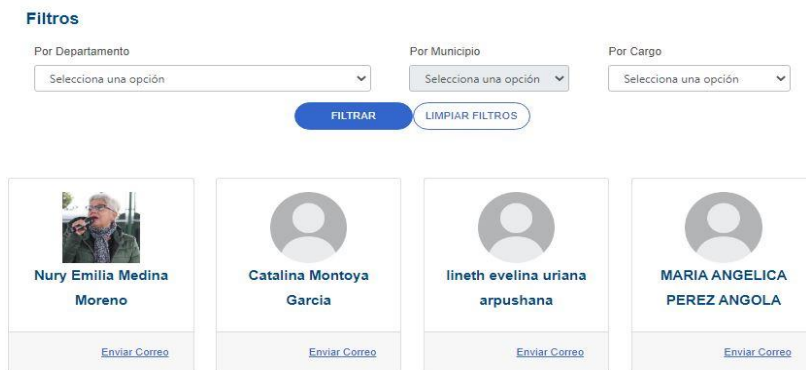 Filtros
Por Departamento Por Municipio Por Cargo
Selecciona una opción Selecciona una opción Selecciona una opción
FILTRAR LIMPIAR FILTROS
Nury Emilia Medina Moreno
Catalina Montoya Garcia
lineth evelina uriana arpushana
MARIA ANGELICA PEREZ ANGOLA
Enviar Correo Enviar Correo Enviar Correo Enviar Correo